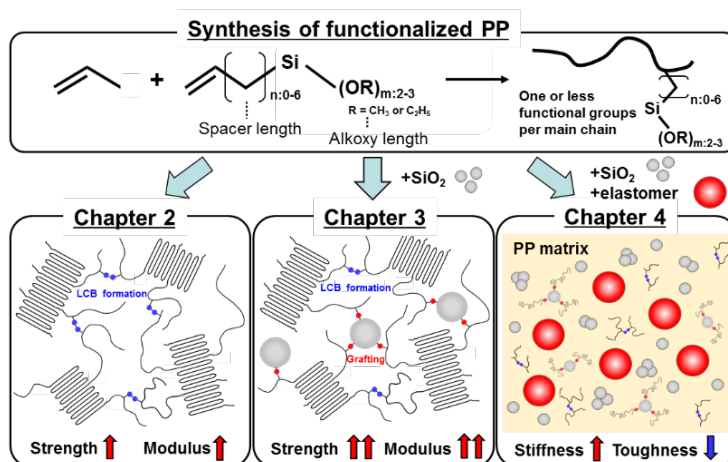 Synthesis of functionalized PP
+
Si
n:0-6
(OR)m:2-3
R = CH3 or C2H5
Spacer length
Alkoxy length
n:0-6
Si
(OR)m:2-3
One or less
functional groups
per main chain
+SiO2
+SiO2
+elastomer
Chapter 2
LCB formation
Strength
Modulus
Chapter 3
LCB formation
Grafting
Strength
Modulus
Chapter 4
PP matrix
Stiffness
Toughness